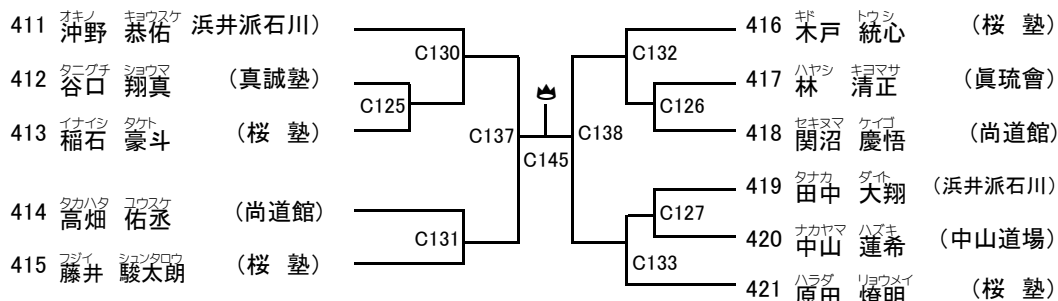 オキノ キョウスケ
411 沖野 恭佑 浜井派石川）
タニグチ ショウマ
412 谷口 翔真 （真誠塾）
イナイシ タケト
413 稲石 豪斗 （桜 塾）
タカハタ ユウスケ
414 高畑 佑丞 （尚道館）
フジイ シュンタロウ
415 藤井 駿太朗 （桜 塾）
C130
C125
C137
C131
C145
C138
C132
C126
C127
C133
キド トウシ
416 木戸 統心 （桜 塾）
ハヤシ キヨマサ
417 林 清正 （眞琉會）
セキヌマ ケイゴ
418 関沼 慶悟 （尚道館）
タナカ ダイト
419 田中 大翔 （浜井派石川）
ナカヤマ ハズキ
420 中山 蓮希 （中山道場）
ハラダ リョウメイ
421 原田 燎明 （桜 塾）